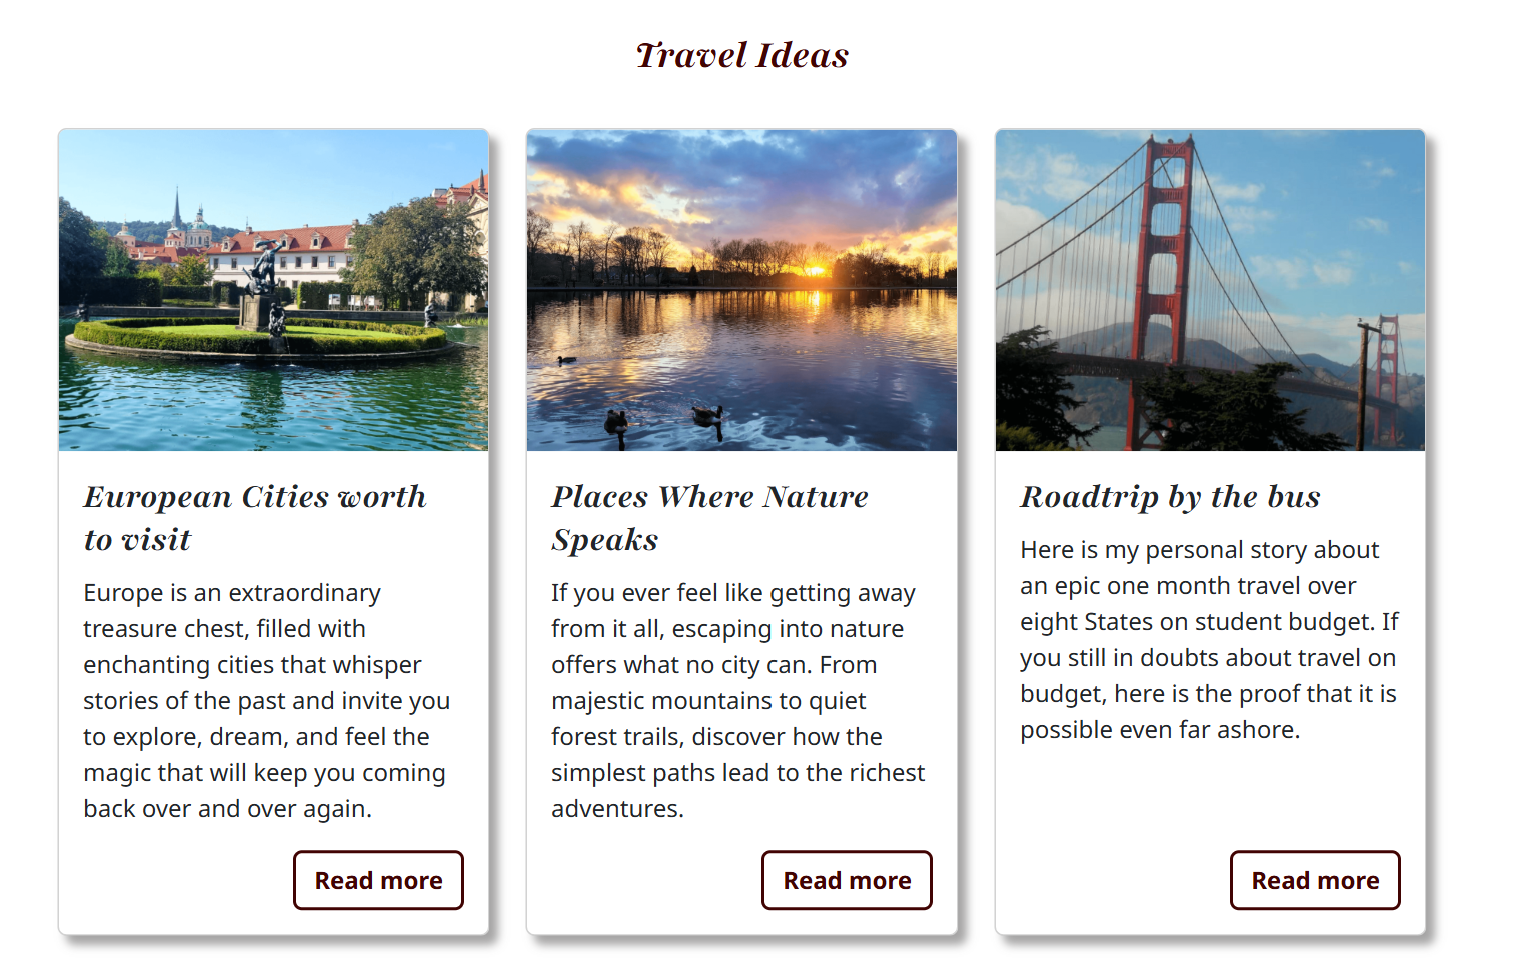 Travel Ideas
European Cities worth
to visit
Europe is an extraordinary
treasure chest, filled with
enchanting cities that whisper
stories of the past and invite you
to explore, dream, and feel the
magic that will keep you coming
back over and over again.
Read more
Places Where Nature
Speaks
If you ever feel like getting away
from it all, escaping into nature
offers what no city can. From
majestic mountains to quiet
forest trails, discover how the
simplest paths lead to the richest
adventures.
Read more
Roadtrip by the bus
Here is my personal story about
an epic one month travel over
eight States on student budget. If
you still in doubts about travel on
budget, here is the proof that it is
possible even far ashore.
Read more